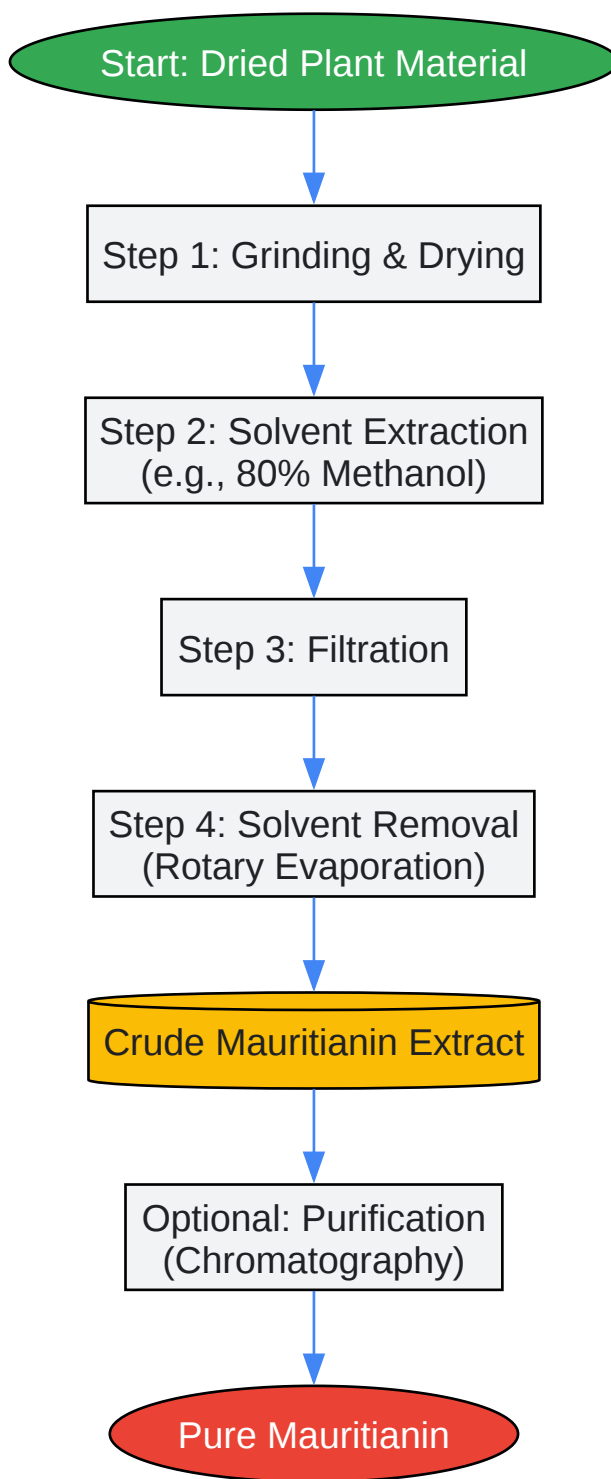 Start: Dried Plant Material
Step 1: Grinding & Drying
Step 2: Solvent Extraction
(e.g., 80% Methanol)
Step 3: Filtration
Step 4: Solvent Removal
(Rotary Evaporation)
Crude Mauritianin Extract
Optional: Purification
(Chromatography)
Pure Mauritianin